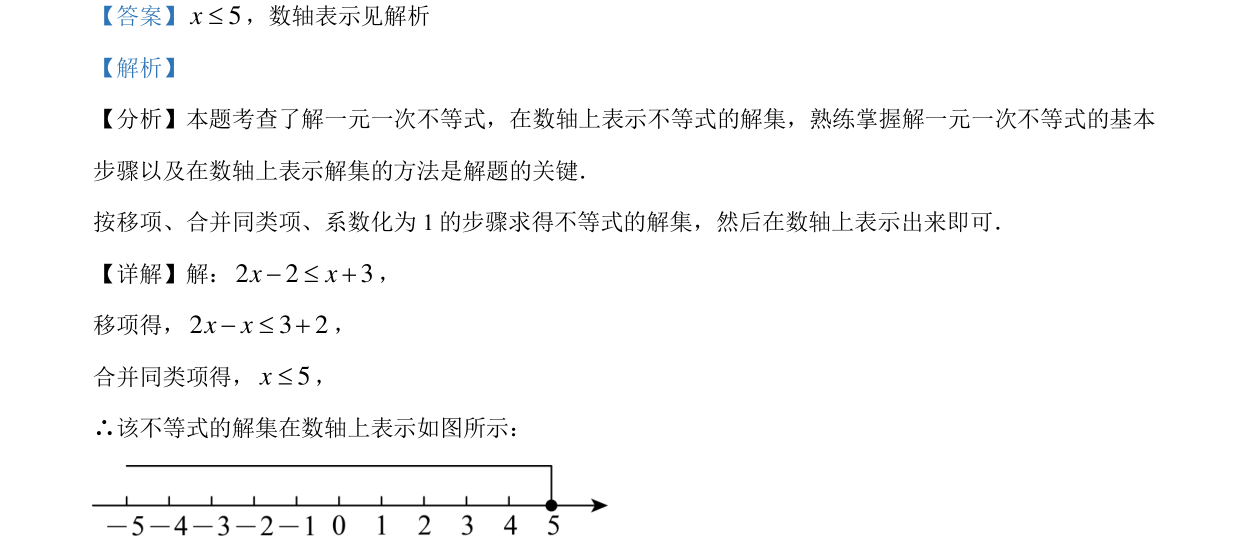 【答案】x≤5，数轴表示见解析
【解析】
【分析】本题考查了解一元一次不等式，在数轴上表示不等式的解集，熟练掌握解一元一次不等式的基本
步骤以及在数轴上表示解集的方法是解题的关键．
按移项、合并同类项、系数化为 1 的步骤求得不等式的解集，然后在数轴上表示出来即可．
【详解】解：2x−2≤x+3，
移项得，2x−x≤3+2，
合并同类项得，x≤5，
∴该不等式的解集在数轴上表示如图所示：
−5 −4 −3 −2 −1 0 1 2 3 4 5